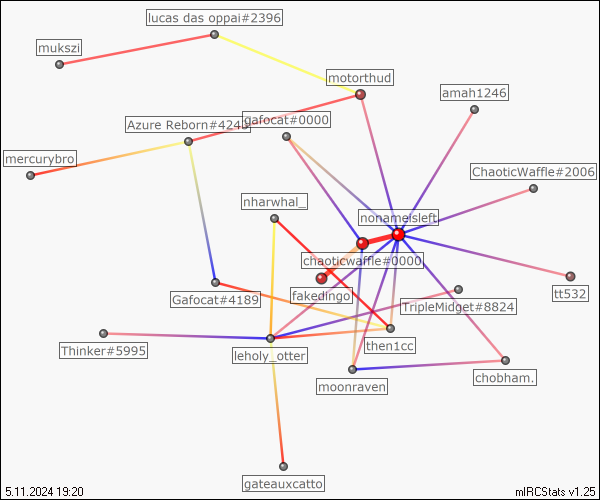 lucas das oppai#2396
mukszi
motorthud
amah1246
gafocat#0000
Azure Reborn#4243
mercurybro
ChaoticWaffle#2006
nharwhal_
nonameisleft
chaoticwaffle#0000
fakedingo
tt532
Gafocat#4189
TripleMidget#8824
Thinker#5995
leholy_otter
then1cc
moonraven
chobham.
gateauxcatto
5.11.2024 19:20
mIRCStats v1.25